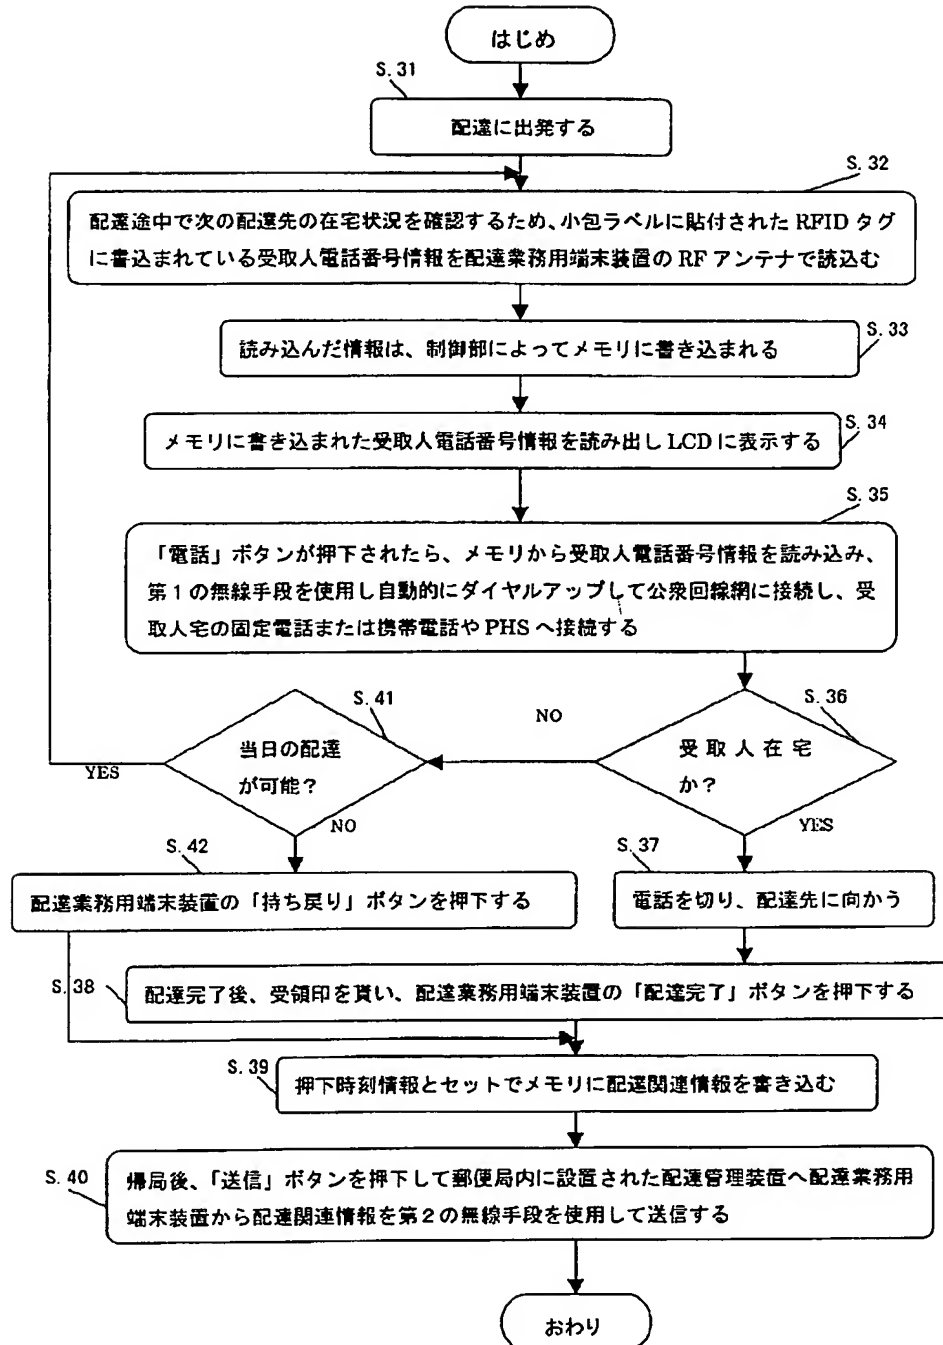 はじめ
S.31
配達に出発する
S.32
配達途中で次の配達先の在宅状況を確認するため、小包ラベルに貼付された RFID タグ
に書込まれている受取人電話番号情報を配達業務用端末装置の RF アンテナで読込む
S.33
読み込んだ情報は、制御部によってメモリに書き込まれる
S.34
メモリに書き込まれた受取人電話番号情報を読み出し LCD に表示する
S.35
「電話」ボタンが押下されたら、メモリから受取人電話番号情報を読み込み、
第1の無線手段を使用し自動的にダイヤルアップして公衆回線網に接続し、受
取人宅の固定電話または携帯電話や PHS へ接続する
S.41
当日の配達
が可能？
YES
NO
NO
S.36
受取人在宅
か？
YES
S.42
配達業務用端末装置の「持ち戻り」ボタンを押下する
S.37
電話を切り、配達先に向かう
S.38
配達完了後、受領印を貰い、配達業務用端末装置の「配達完了」ボタンを押下する
S.39
押下時刻情報とセットでメモリに配達関連情報を書き込む
S.40
帰局後、「送信」ボタンを押下して郵便局内に設置された配達管理装置へ配達業務用
端末装置から配達関連情報を第2の無線手段を使用して送信する
おわり